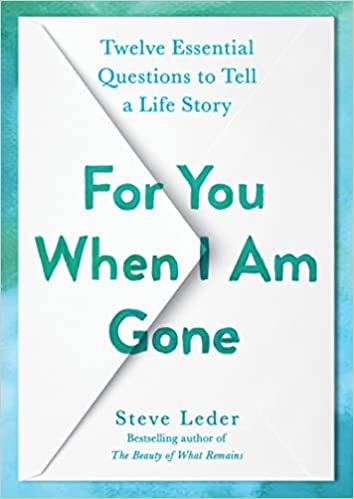 Twelve Essential
Questions to Tell
a Life Story
For You
When I Am
Gone
Steve Leder
Bestselling author of
The Beauty of What Remains